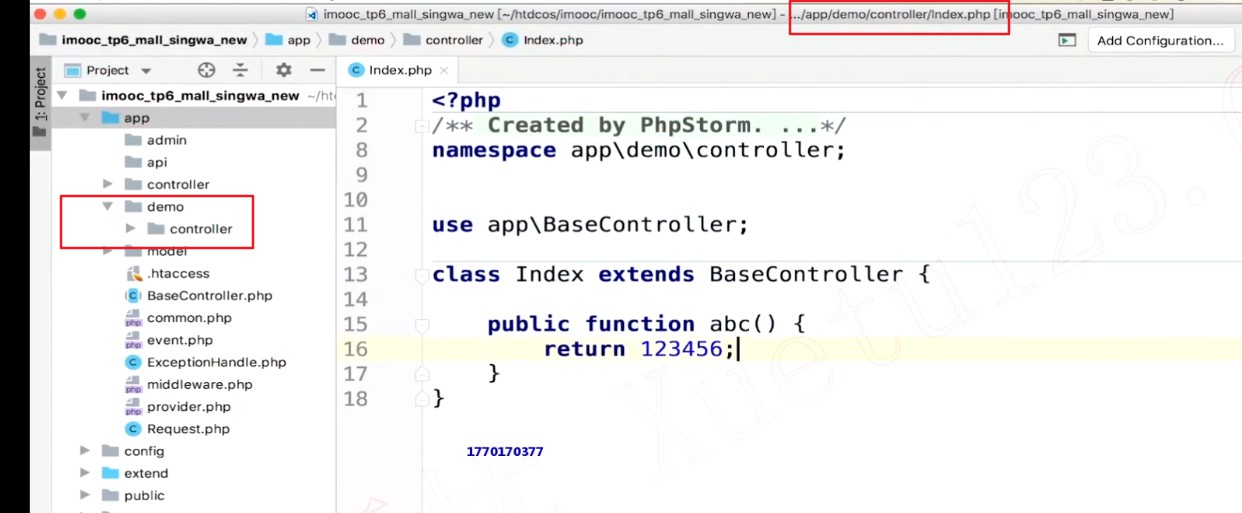 imooc_tp6_mall_singwa_new [~/htdcos/imooc/imooc_tp6_mall_singwa_new] - .../app/demo/controller/Index.php [imooc_tp6_mall_singwa_new]
imooc_tp6_mall_singwa_new app demo controller Index.php Add Configuration...
1: Project
Project
Index.php
imooc_tp6_mall_singwa_new ~/ht
app
admin
api
controller
demo
controller
model
.htaccess
BaseController.php
common.php
event.php
ExceptionHandle.php
middleware.php
provider.php
Request.php
config
extend
public
1 <?php
2 /** Created by PhpStorm. ...*/
8 namespace app\demo\controller;
9
10
11 use app\BaseController;
12
13 class Index extends BaseController {
14
15 public function abc() {
16 return 123456;
17 }
18 }
1770170377
Xuetu123.